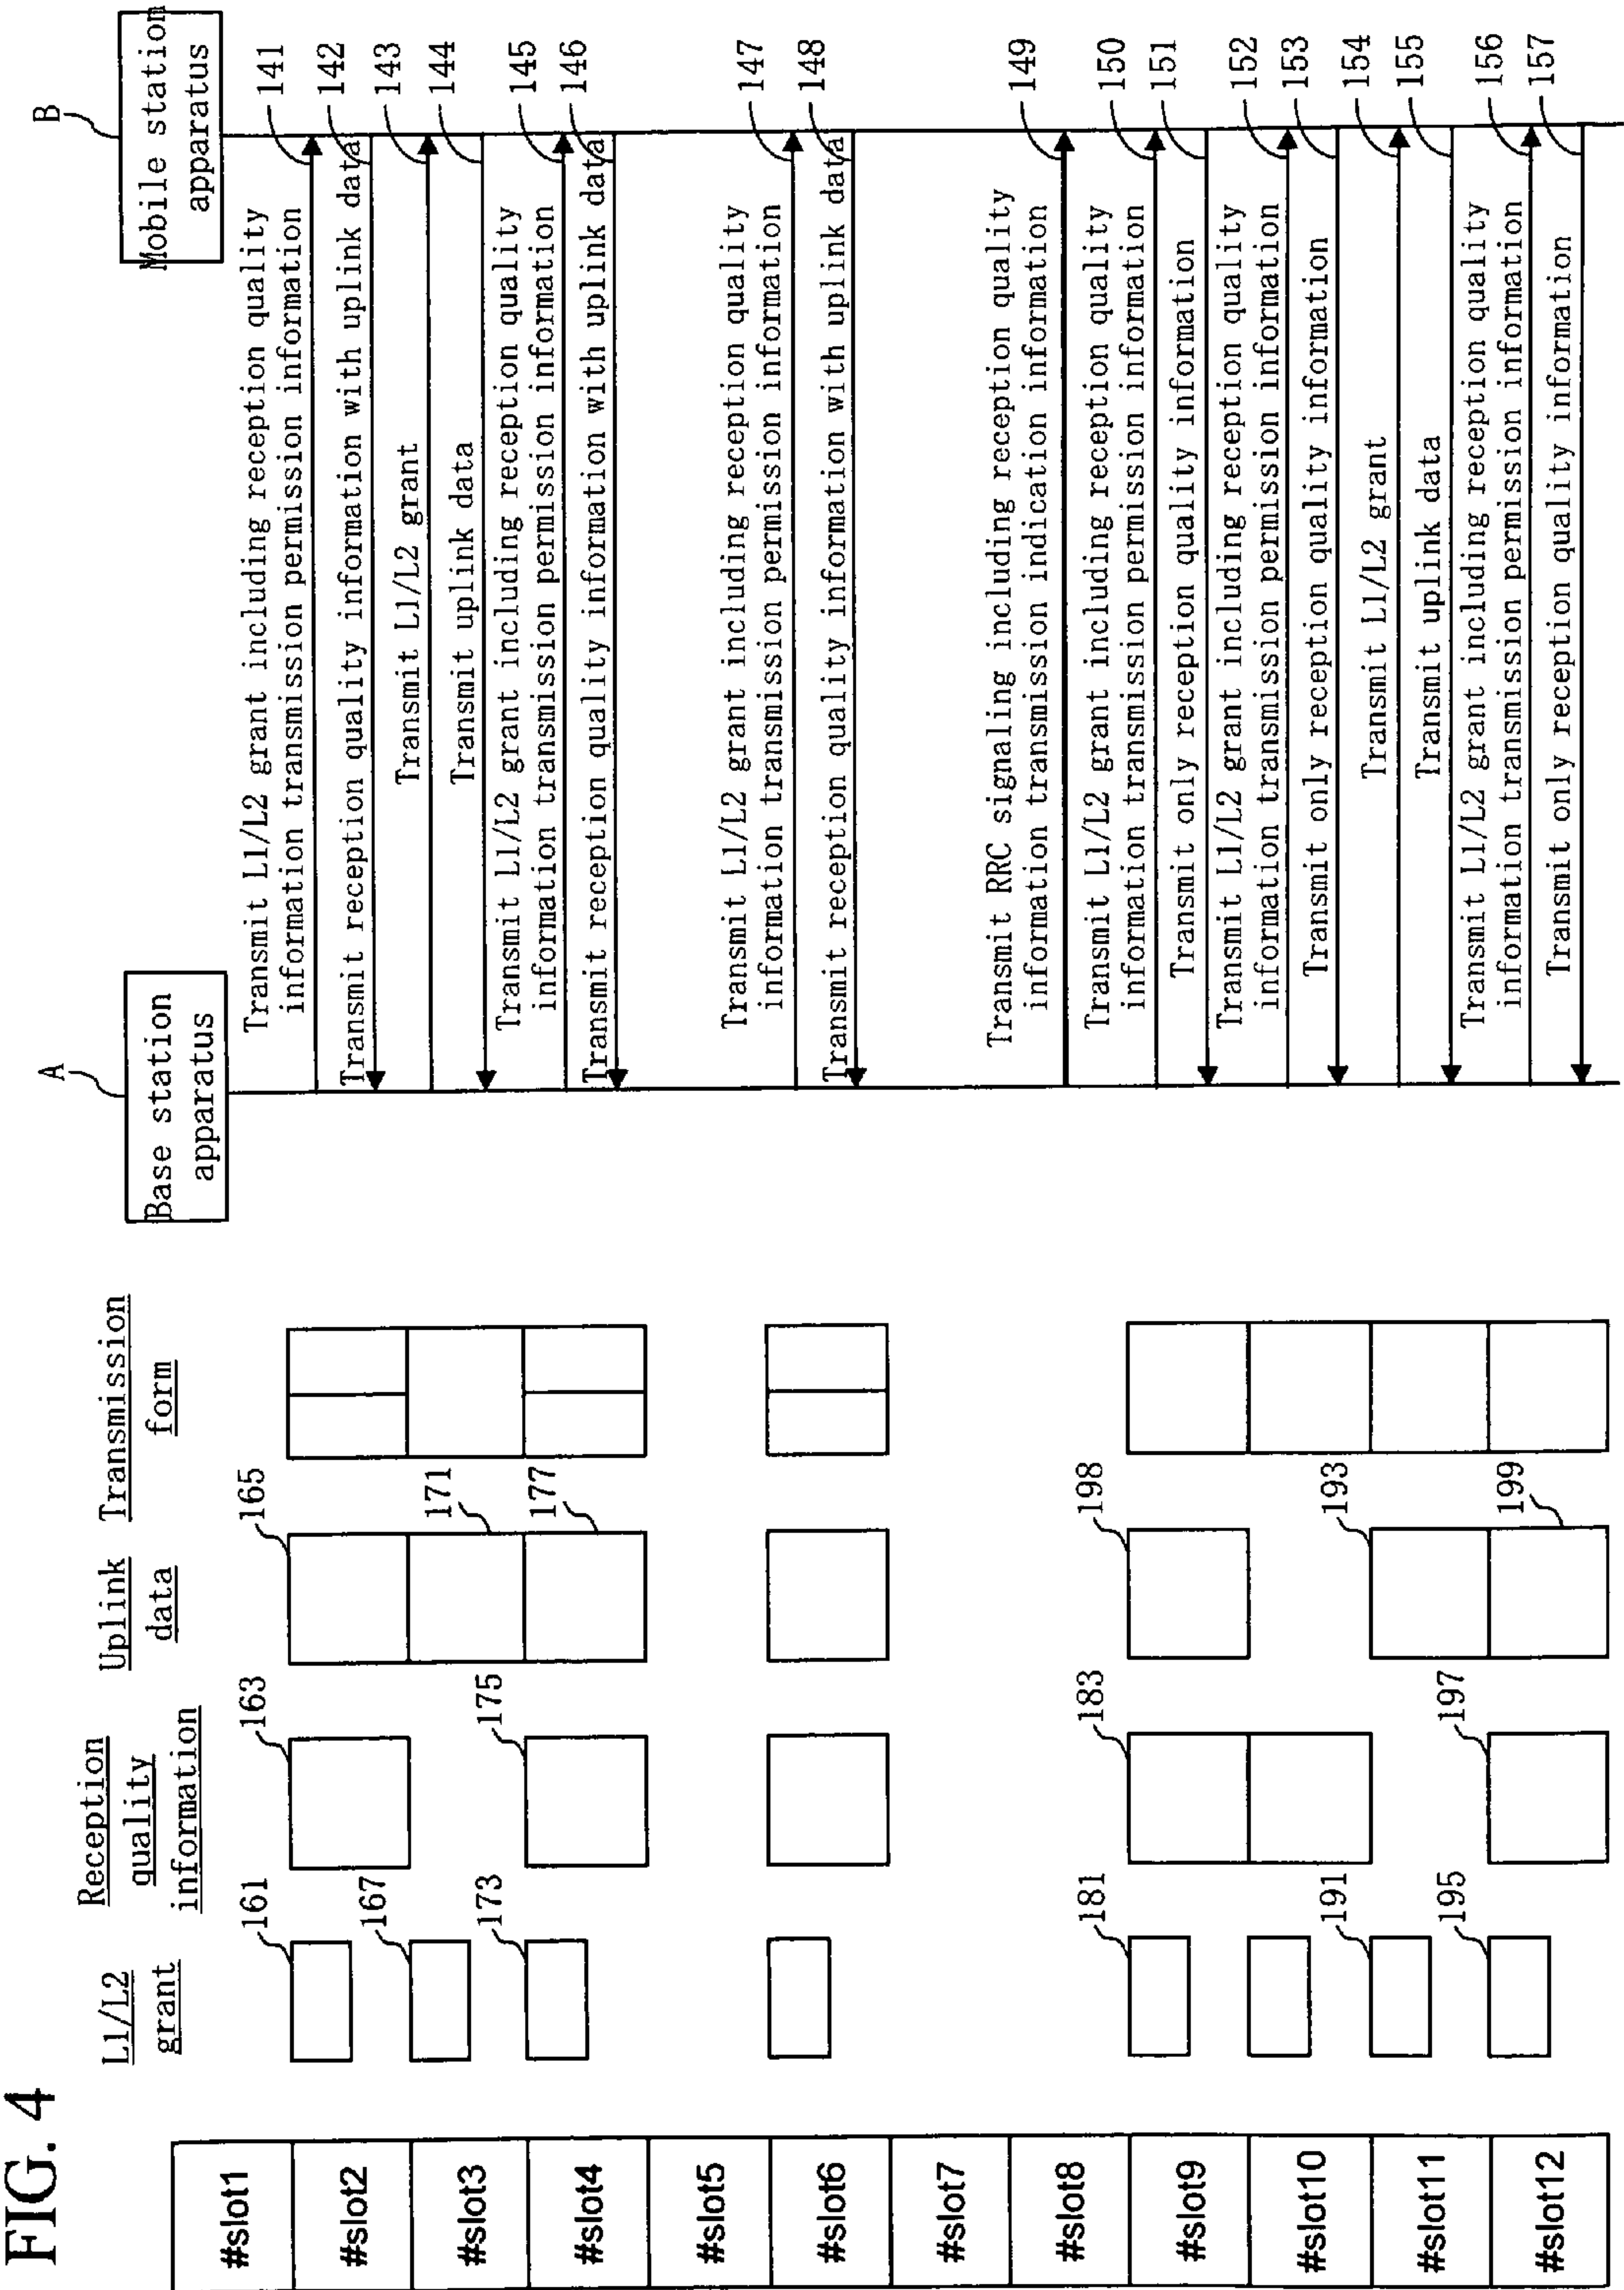 FIG. 4
L1/L2
grant
Reception
quality
information
Uplink
data
Transmission
form
A
Base station
apparatus
B
Mobile station
apparatus
#slot1
#slot2
#slot3
#slot4
#slot5
#slot6
#slot7
#slot8
#slot9
#slot10
#slot11
#slot12
161
163
165
167
171
173
175
177
181
183
198
191
193
195
197
199
Transmit L1/L2 grant including reception quality
information transmission permission information
141
Transmit reception quality information with uplink data
142
Transmit L1/L2 grant
143
Transmit uplink data
144
Transmit L1/L2 grant including reception quality
information transmission permission information
145
Transmit reception quality information with uplink data
146
Transmit L1/L2 grant including reception quality
information transmission permission information
147
Transmit reception quality information with uplink data
148
Transmit RRC signaling including reception quality
information transmission indication information
149
Transmit L1/L2 grant including reception quality
information transmission permission information
150
Transmit only reception quality information
151
Transmit L1/L2 grant including reception quality
information transmission permission information
152
Transmit only reception quality information
153
Transmit L1/L2 grant
154
Transmit uplink data
155
Transmit L1/L2 grant including reception quality
information transmission permission information
156
Transmit only reception quality information
157